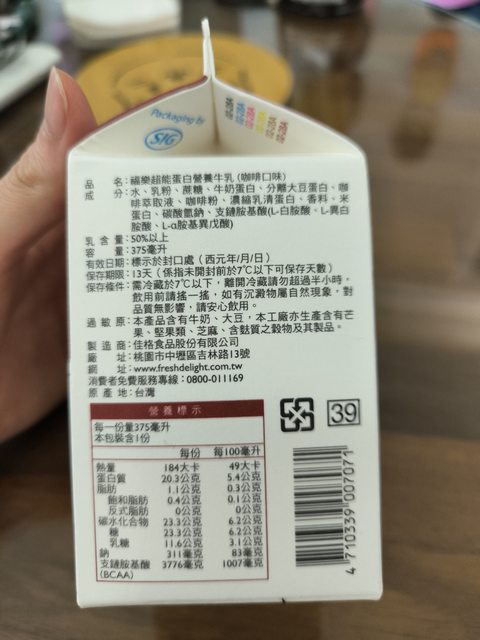 Packaging by
SIG
品名：福樂超能蛋白營養牛乳（咖啡口味）
成分：水、乳粉、蔗糖、牛奶蛋白、分離大豆蛋白、咖
啡萃取液、咖啡粉、濃縮乳清蛋白、香料、米
蛋白、碳酸氫鈉、支鏈胺基酸(L-白胺酸、L-異白
胺酸、L-α胺基異戊酸)
乳含量：50%以上
容量：375毫升
有效日期：標示於封口處（西元年/月/日）
保存期限：13天（係指未開封前於7℃以下可保存天數）
保存條件：需冷藏於7℃以下，離開冷藏請勿超過半小時，
飲用前請搖一搖，如有沉澱物屬自然現象，對
品質無影響，請安心飲用。
過敏原：本產品含有牛奶、大豆，本工廠亦生產含有芒
果、堅果類、芝麻、含麩質之穀物及其製品。
製造商：佳格食品股份有限公司
廠址：桃園市中壢區吉林路13號
網址：www.freshdelight.com.tw
消費者免費服務專線：0800-011169
原產地：台灣
營養標示
每一份量375毫升
本包裝含1份
每份 每100毫升
熱量 184大卡 49大卡
蛋白質 20.3公克 5.4公克
脂肪 1.1公克 0.3公克
飽和脂肪 0.4公克 0.1公克
反式脂肪 0公克 0公克
碳水化合物 23.3公克 6.2公克
糖 23.3公克 6.2公克
乳糖 11.6公克 3.1公克
鈉 311毫克 83毫克
支鏈胺基酸 3776毫克 1007毫克
(BCAA)
39
4 710339 007071